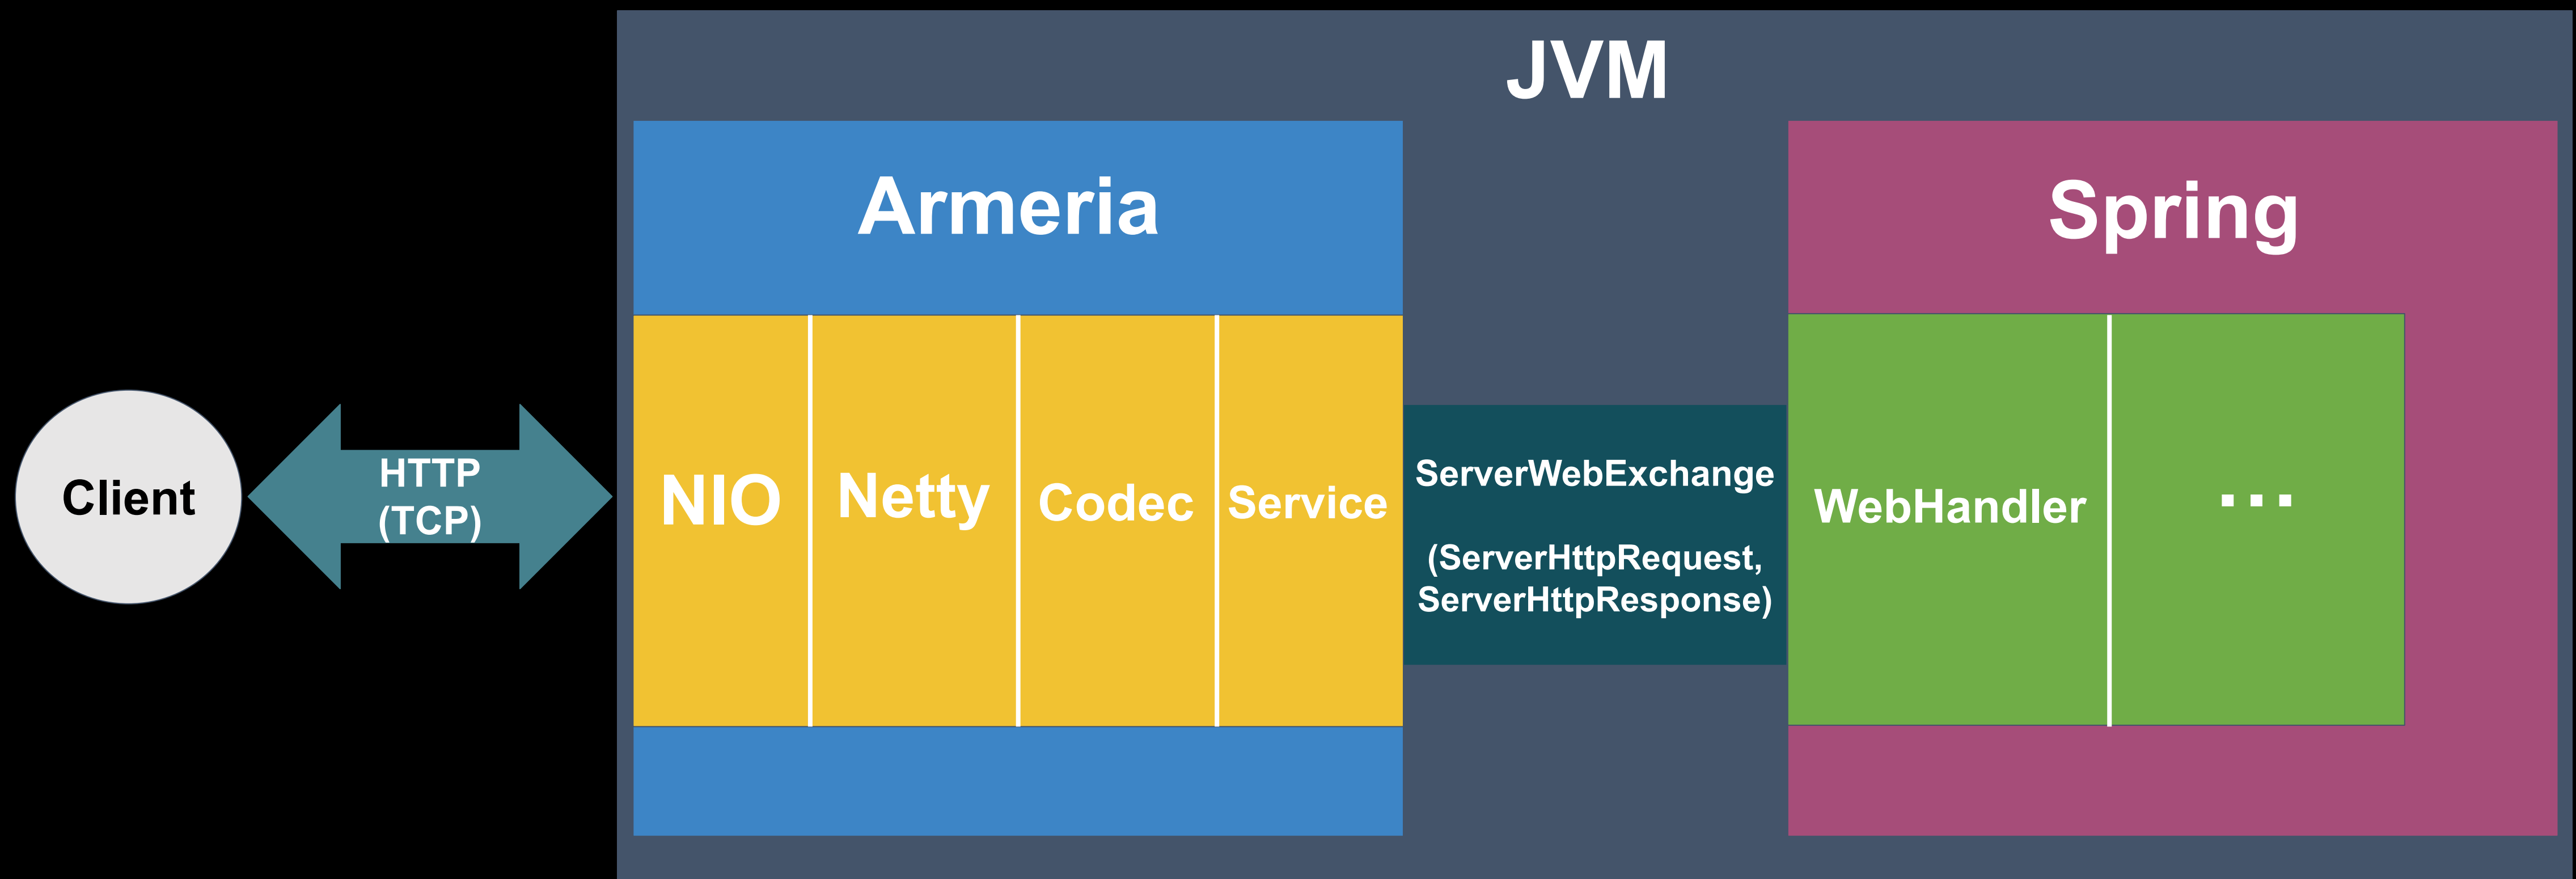 JVM
Armeria
Spring
Client
HTTP
(TCP)
NIO
Netty
Codec
Service
ServerWebExchange
(ServerHttpRequest,
ServerHttpResponse)
WebHandler
...